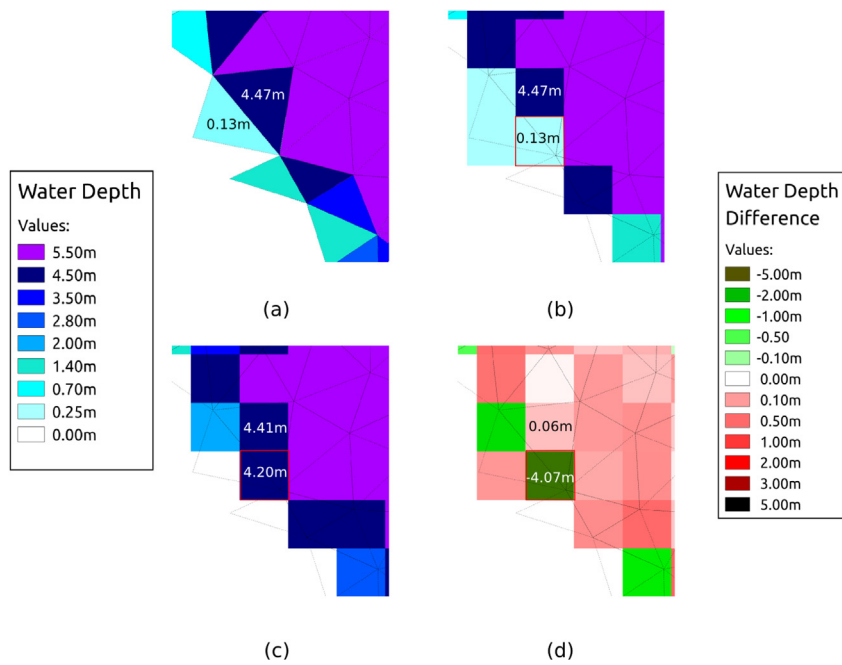 4.47m
0.13m
(a)
4.47m
0.13m
(b)
Water Depth
Values:
5.50m
4.50m
3.50m
2.80m
2.00m
1.40m
0.70m
0.25m
0.00m
4.41m
4.20m
(c)
0.06m
-4.07m
(d)
Water Depth
Difference
Values:
-5.00m
-2.00m
-1.00m
-0.50
-0.10m
0.00m
0.10m
0.50m
1.00m
2.00m
3.00m
5.00m